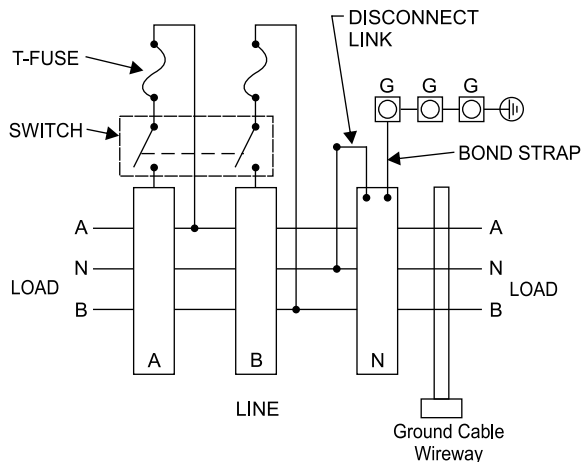 DISCONNECT
LINK
T-FUSE
G G G
SWITCH
BOND STRAP
A A
N N
LOAD LOAD
B B
A B N
LINE
Ground Cable
Wireway